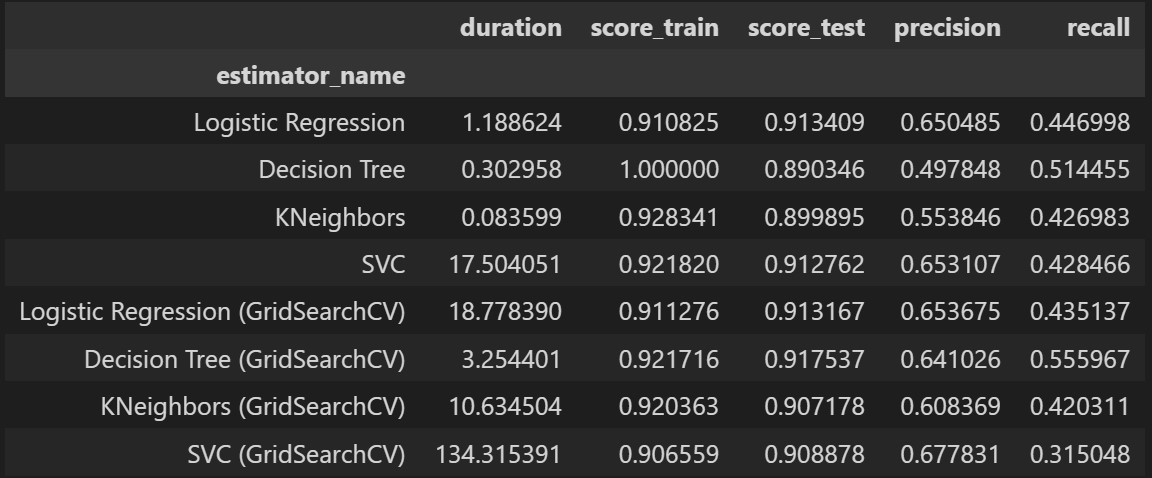 duration score_train score_test precision recall
estimator_name
Logistic Regression 1.188624 0.910825 0.913409 0.650485 0.446998
Decision Tree 0.302958 1.000000 0.890346 0.497848 0.514455
KNeighbors 0.083599 0.928341 0.899895 0.553846 0.426983
SVC 17.504051 0.921820 0.912762 0.653107 0.428466
Logistic Regression (GridSearchCV) 18.778390 0.911276 0.913167 0.653675 0.435137
Decision Tree (GridSearchCV) 3.254401 0.921716 0.917537 0.641026 0.555967
KNeighbors (GridSearchCV) 10.634504 0.920363 0.907178 0.608369 0.420311
SVC (GridSearchCV) 134.315391 0.906559 0.908878 0.677831 0.315048